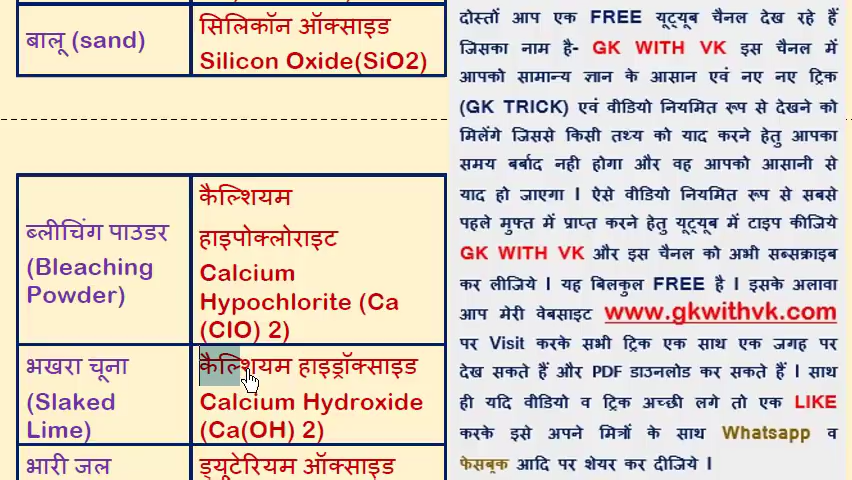 बालू (sand)
सिलिकॉन ऑक्साइड
Silicon Oxide(SiO2)
ब्लीचिंग पाउडर
(Bleaching
Powder)
कैल्शियम
हाइपोक्लोराइट
Calcium
Hypochlorite (Ca
(ClO) 2)
भखरा चूना
(Slaked
Lime)
कैल्शियम हाइड्रॉक्साइड
Calcium Hydroxide
(Ca(OH) 2)
भारी जल
ड्यूटेरियम ऑक्साइड
दोस्तों आप एक FREE यूट्यूब चैनल देख रहे हैं
जिसका नाम है- GK WITH VK इस चैनल में
आपको सामान्य ज्ञान के आसान एवं नए नए ट्रिक
(GK TRICK) एवं वीडियो नियमित रूप से देखने को
मिलेंगे जिससे किसी तथ्य को याद करने हेतु आपका
समय बर्बाद नही होगा और वह आपको आसानी से
याद हो जाएगा । ऐसे वीडियो नियमित रूप से सबसे
पहले मुफ्त में प्राप्त करने हेतु यूट्यूब में टाइप कीजिये
GK WITH VK और इस चैनल को अभी सब्सक्राइब
कर लीजिये । यह बिलकुल FREE है । इसके अलावा
आप मेरी वेबसाइट www.gkwithvk.com
पर Visit करके सभी ट्रिक एक साथ एक जगह पर
देख सकते हैं और PDF डाउनलोड कर सकते हैं । साथ
ही यदि वीडियो व ट्रिक अच्छी लगे तो एक LIKE
करके इसे अपने मित्रों के साथ Whatsapp व
फेसबुक आदि पर शेयर कर दीजिये ।